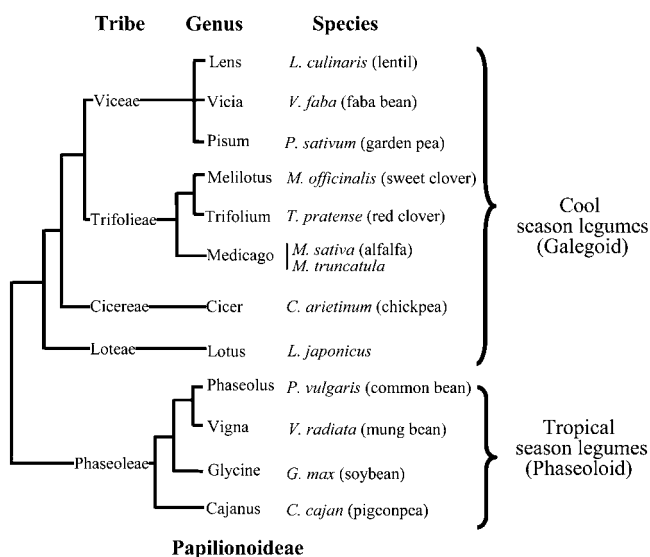 Tribe Genus Species
Lens L. culinaris (lentil)
Viceae Vicia V. faba (faba bean)
Pisum P. sativum (garden pea)
Melilotus M. officinalis (sweet clover)
Trifolieae Trifolium T. pratense (red clover)
Medicago M. sativa (alfalfa)
M. truncatula
Cicereae Cicer C. arietinum (chickpea)
Loteae Lotus L. japonicus
Cool
season legumes
(Galegoid)
Phaseolus P. vulgaris (common bean)
Vigna V. radiata (mung bean)
Phaseoleae Glycine G. max (soybean)
Cajanus C. cajan (pigeonpea)
Tropical
season legumes
(Phaseoloid)
Papilionoideae